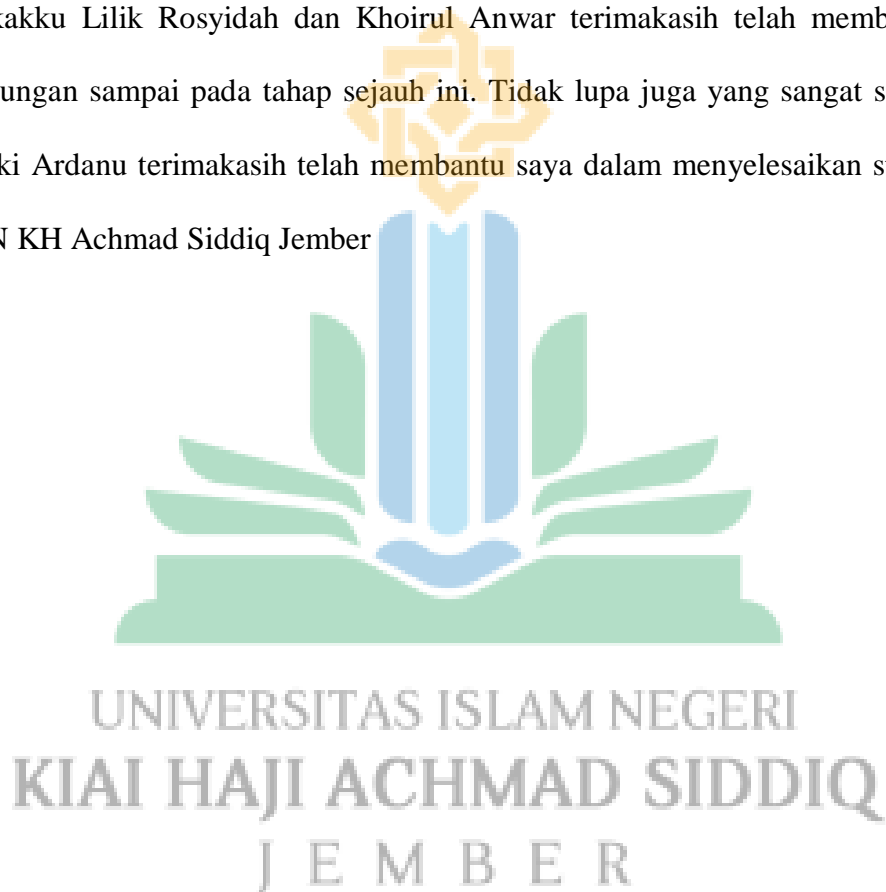 kakku Lilik Rosyidah dan Khoirul Anwar terimakasih telah memb
ungan sampai pada tahap sejauh ini. Tidak lupa juga yang sangat s
ki Ardanu terimakasih telah membantu saya dalam menyelesaikan s
N KH Achmad Siddiq Jember
UNIVERSITAS ISLAM NEGERI
KIAI HAJI ACHMAD SIDDIQ
JEMBER